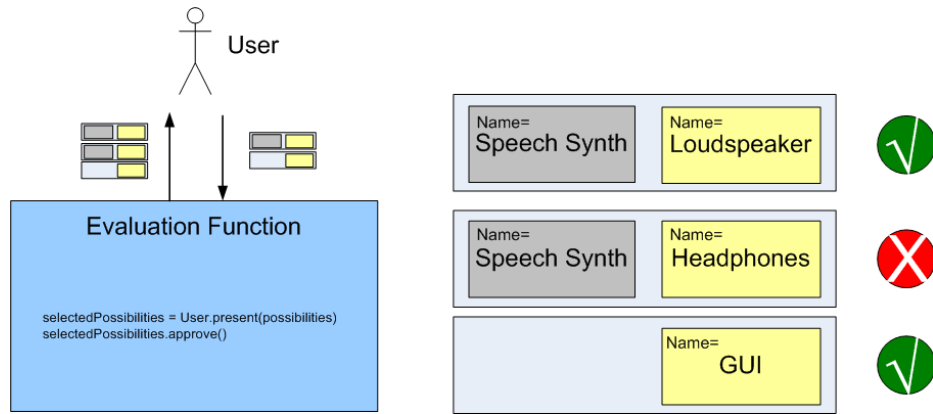 User
Evaluation Function
selectedPossibilities = User.present(possibilities)
selectedPossibilities.approve()
Name=
Speech Synth
Name=
Loudspeaker
Name=
Speech Synth
Name=
Headphones
Name=
GUI